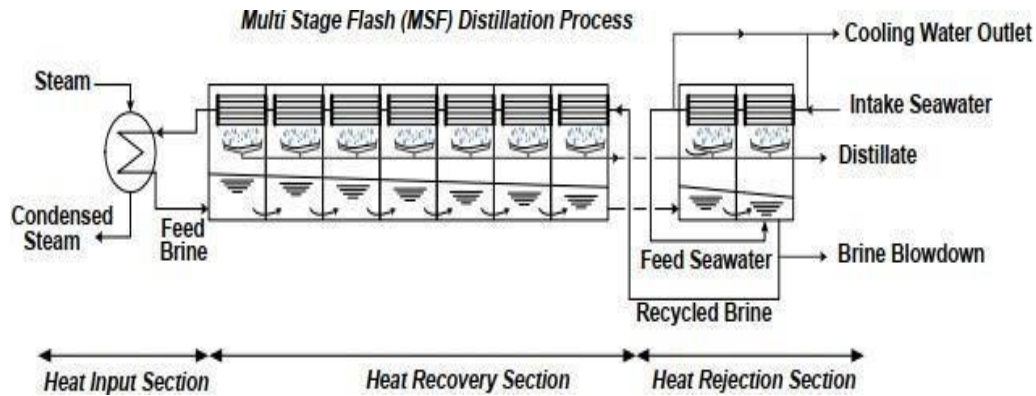 Multi Stage Flash (MSF) Distillation Process
Cooling Water Outlet
Steam
Intake Seawater
Distillate
Condensed
Steam
Feed
Brine
Feed Seawater
Brine Blowdown
Recycled Brine
Heat Input Section
Heat Recovery Section
Heat Rejection Section